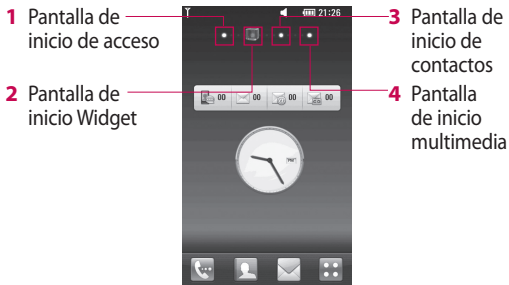 1 Pantalla de
inicio de acceso
2 Pantalla de
inicio Widget
21:26
00 00 00 00
3 Pantalla de
inicio de
contactos
4 Pantalla
de inicio
multimedia